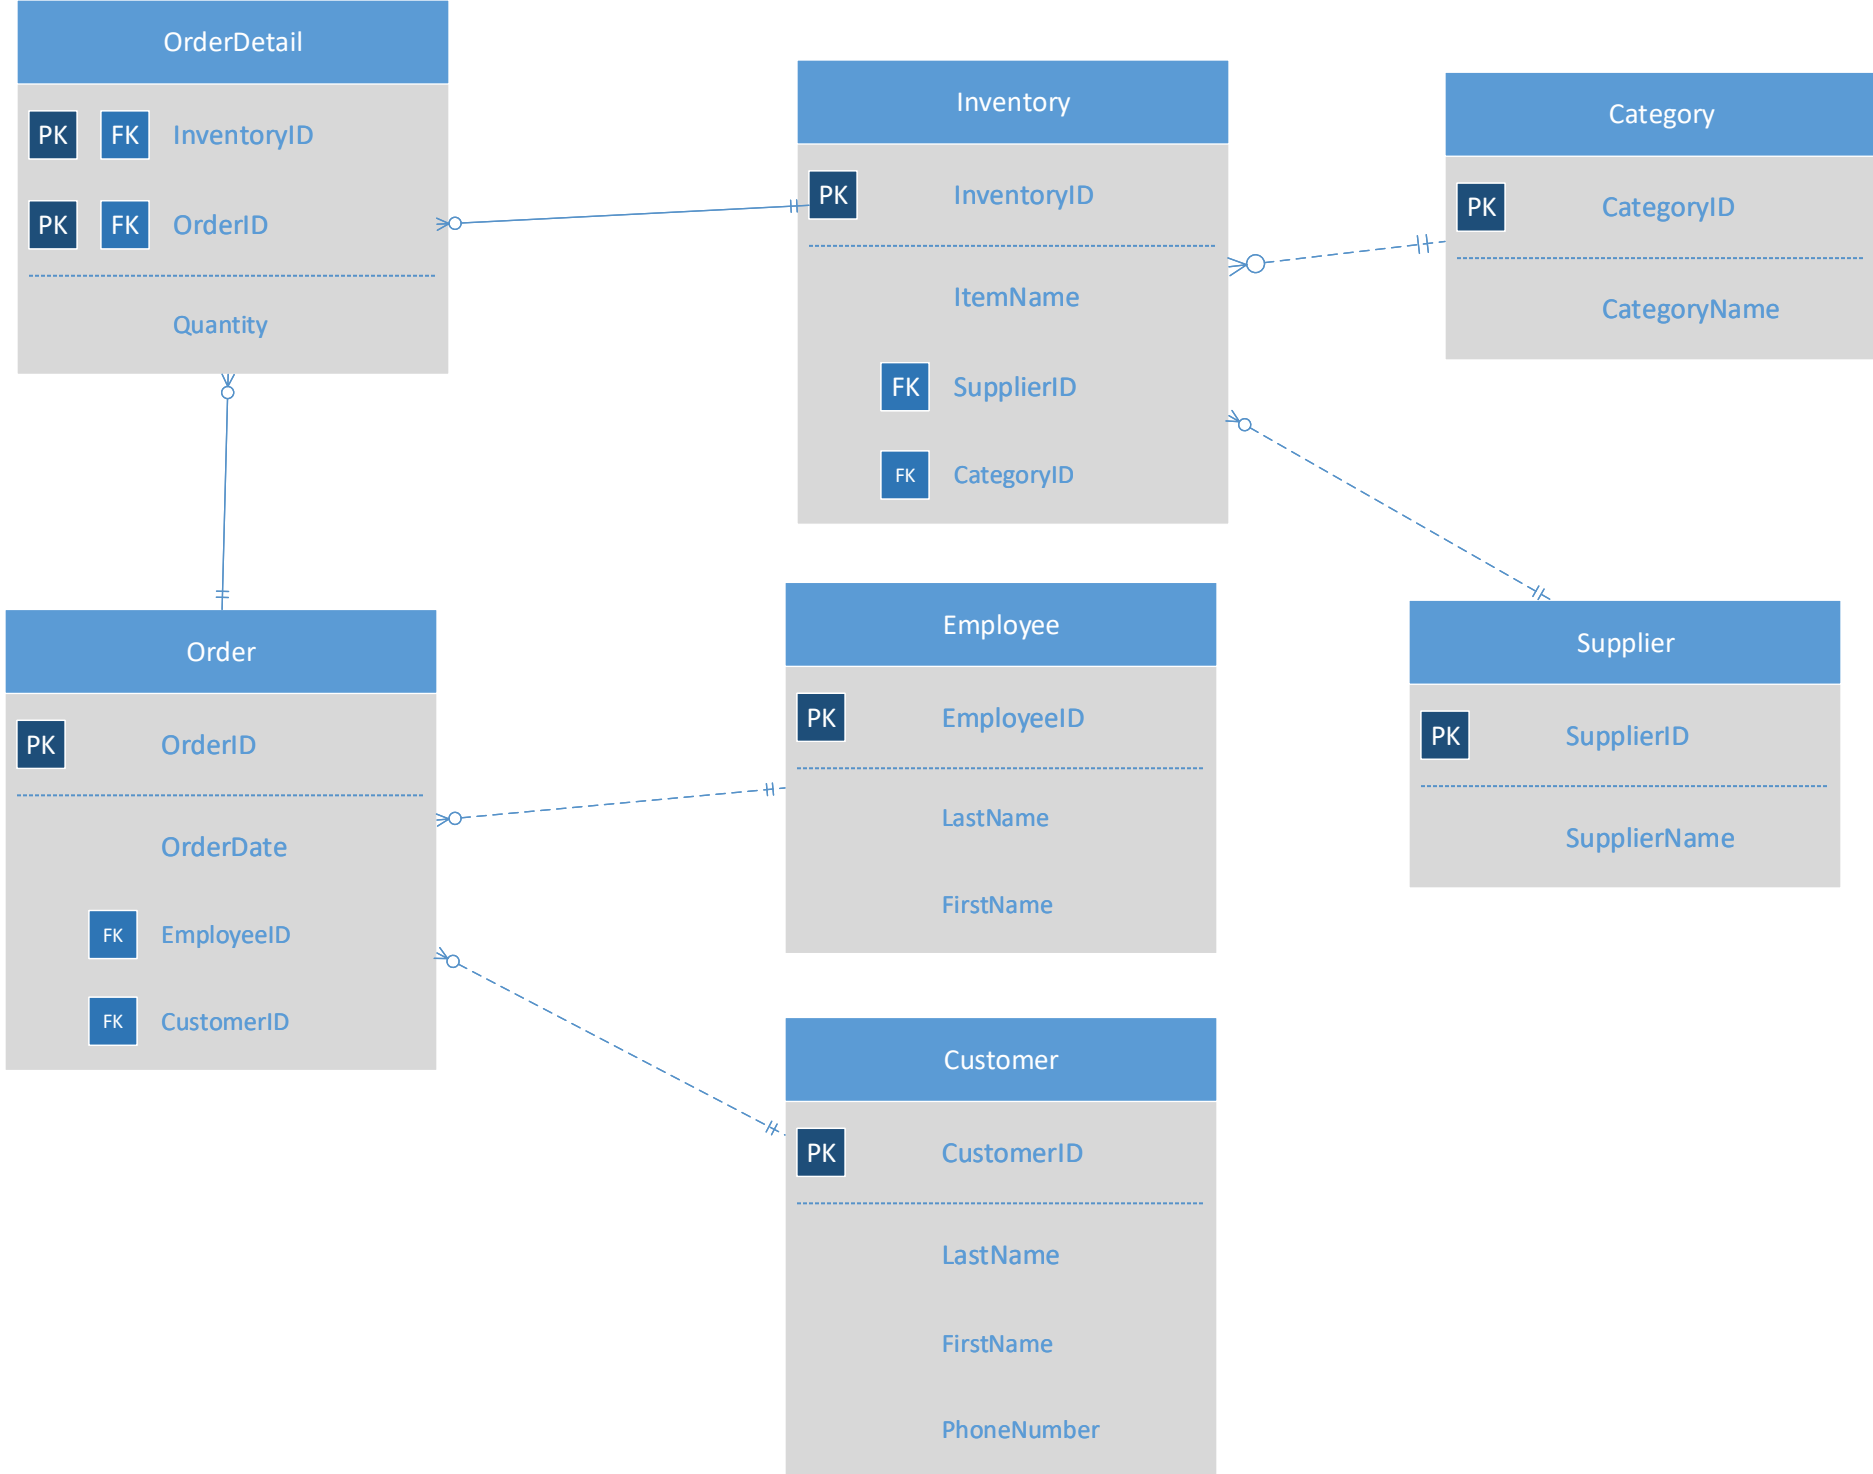 OrderDetail
PK FK InventoryID
PK FK OrderID
Quantity
Inventory
PK InventoryID
ItemName
FK SupplierID
FK CategoryID
Category
PK CategoryID
CategoryName
Order
PK OrderID
OrderDate
FK EmployeeID
FK CustomerID
Employee
PK EmployeeID
LastName
FirstName
Supplier
PK SupplierID
SupplierName
Customer
PK CustomerID
LastName
FirstName
PhoneNumber